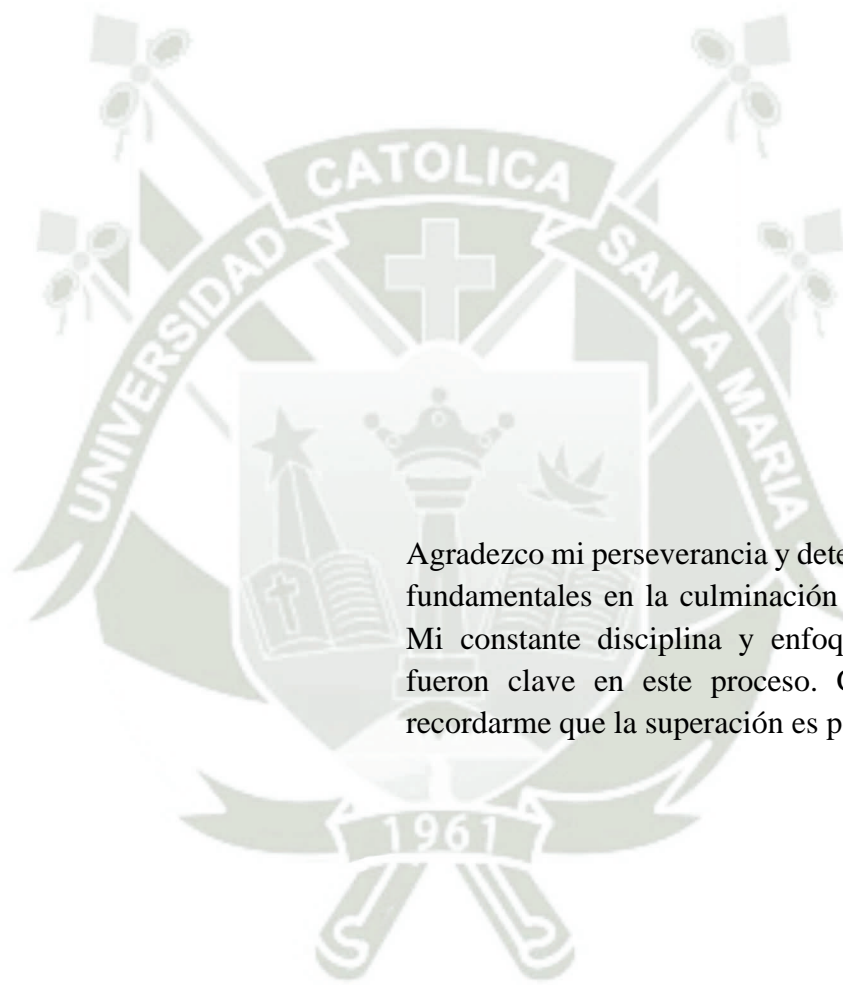 UNIVERSIDAD CATOLICA SANTA MARIA
Agradezco mi perseverancia y dete
fundamentales en la culminación
Mi constante disciplina y enfoq
fueron clave en este proceso.
recordarme que la superación es p
1961